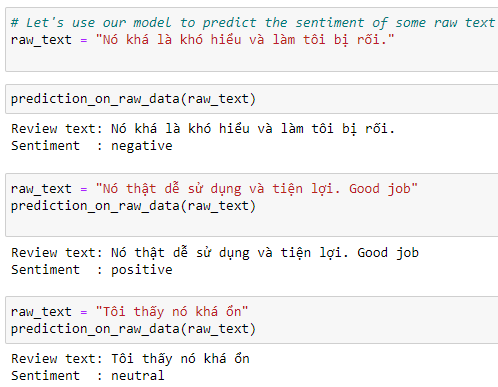 # Let's use our model to predict the sentiment of some raw text
raw_text = "Nó khá là khó hiểu và làm tôi bị rối."
prediction_on_raw_data(raw_text)
Review text: Nó khá là khó hiểu và làm tôi bị rối.
Sentiment  : negative
raw_text = "Nó thật dễ sử dụng và tiện lợi. Good job"
prediction_on_raw_data(raw_text)
Review text: Nó thật dễ sử dụng và tiện lợi. Good job
Sentiment  : positive
raw_text = "Tôi thấy nó khá ổn"
prediction_on_raw_data(raw_text)
Review text: Tôi thấy nó khá ổn
Sentiment  : neutral